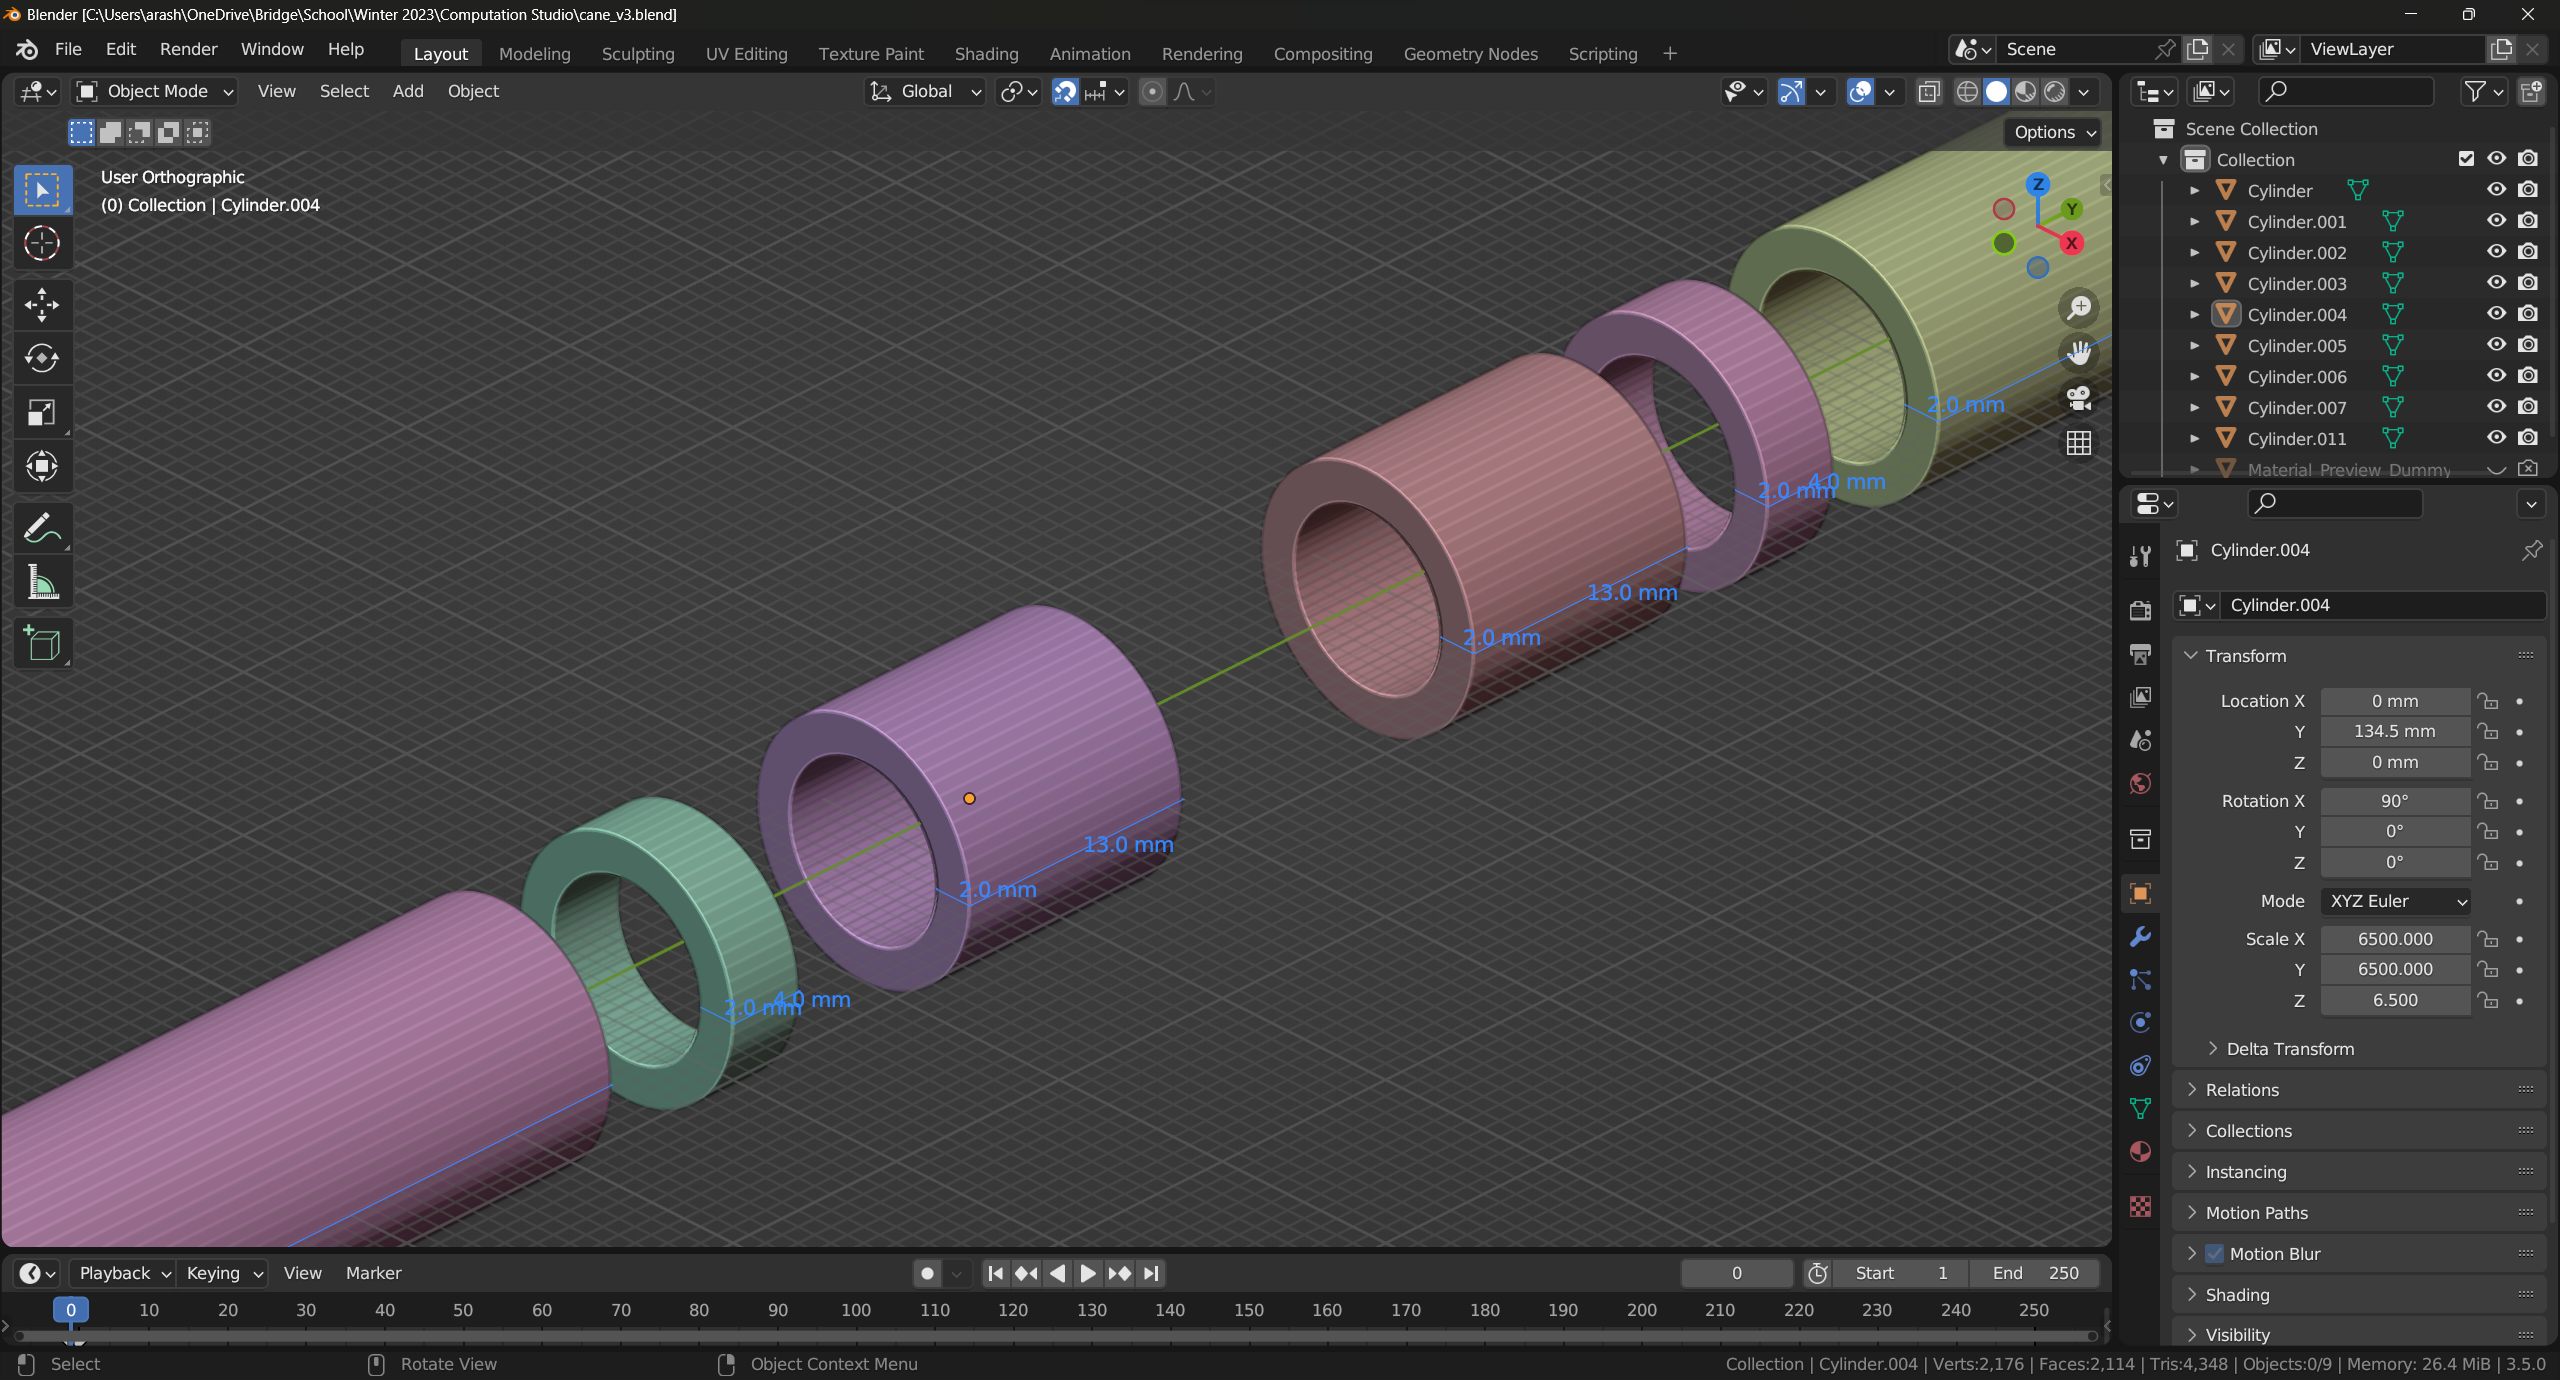 Blender [C:\Users\arash\OneDrive\Bridge\School\Winter 2023\Computation Studio\cane_v3.blend]
File Edit Render Window Help Layout Modeling Sculpting UV Editing Texture Paint Shading Animation Rendering Compositing Geometry Nodes Scripting + Scene ViewLayer
Object Mode View Select Add Object Global
Options
User Orthographic
(0) Collection | Cylinder.004
Z
Y
X
2.0 mm
2.0 mm 4.0 mm
13.0 mm
2.0 mm
13.0 mm
2.0 mm
2.0 mm 4.0 mm
Scene Collection
Collection
Cylinder
Cylinder.001
Cylinder.002
Cylinder.003
Cylinder.004
Cylinder.005
Cylinder.006
Cylinder.007
Cylinder.011
Material Preview Dummy
Cylinder.004
Cylinder.004
Transform
Location X 0 mm
Y 134.5 mm
Z 0 mm
Rotation X 90°
Y 0°
Z 0°
Mode XYZ Euler
Scale X 6500.000
Y 6500.000
Z 6.500
Delta Transform
Relations
Collections
Instancing
Motion Paths
Motion Blur
Shading
Visibility
Playback Keying View Marker 0 Start 1 End 250
0 10 20 30 40 50 60 70 80 90 100 110 120 130 140 150 160 170 180 190 200 210 220 230 240 250
Select Rotate View Object Context Menu Collection | Cylinder.004 | Verts:2,176 | Faces:2,114 | Tris:4,348 | Objects:0/9 | Memory: 26.4 MiB | 3.5.0